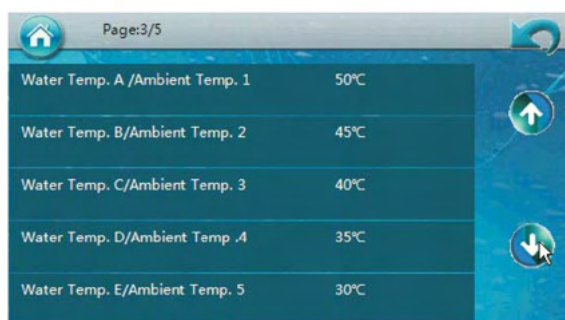 Page:3/5
Water Temp. A /Ambient Temp. 1 50℃
Water Temp. B/Ambient Temp. 2 45℃
Water Temp. C/Ambient Temp. 3 40℃
Water Temp. D/Ambient Temp .4 35℃
Water Temp. E/Ambient Temp. 5 30℃